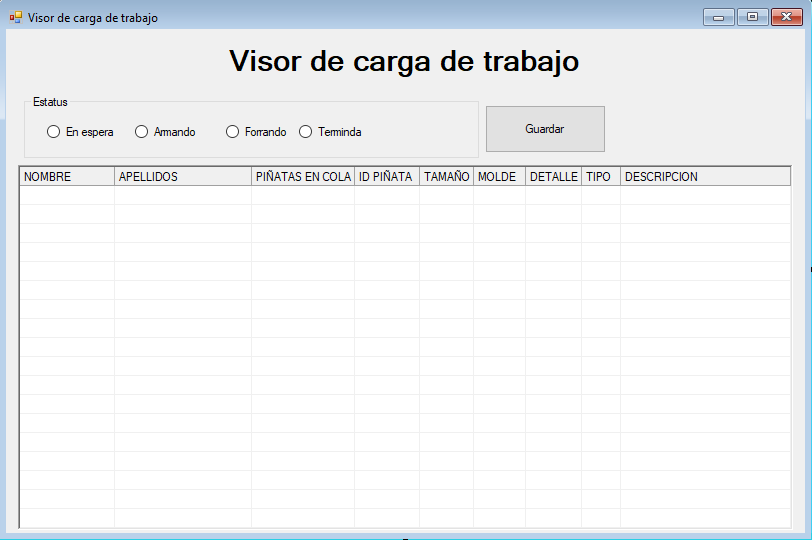 Visor de carga de trabajo
Visor de carga de trabajo
Estatus
En espera Armando Forrando Terminda
Guardar
NOMBRE APELLIDOS PIÑATAS EN COLA ID PIÑATA TAMAÑO MOLDE DETALLE TIPO DESCRIPCION